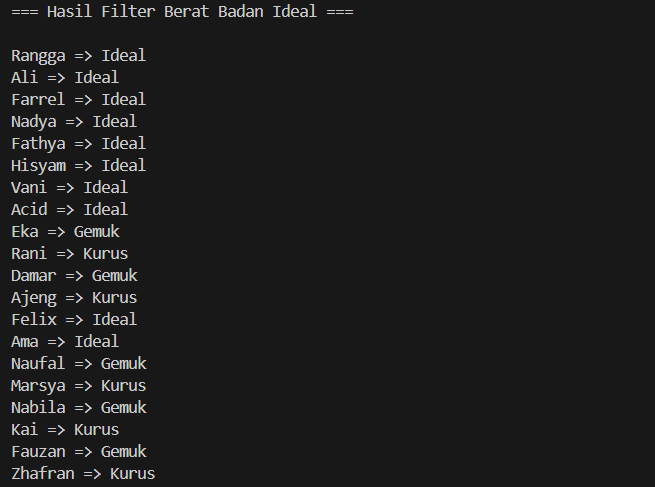 === Hasil Filter Berat Badan Ideal ===
Rangga => Ideal
Ali => Ideal
Farrel => Ideal
Nadya => Ideal
Fathya => Ideal
Hisyam => Ideal
Vani => Ideal
Acid => Ideal
Eka => Gemuk
Rani => Kurus
Damar => Gemuk
Ajeng => Kurus
Felix => Ideal
Ama => Ideal
Naufal => Gemuk
Marsya => Kurus
Nabila => Gemuk
Kai => Kurus
Fauzan => Gemuk
Zhafran => Kurus